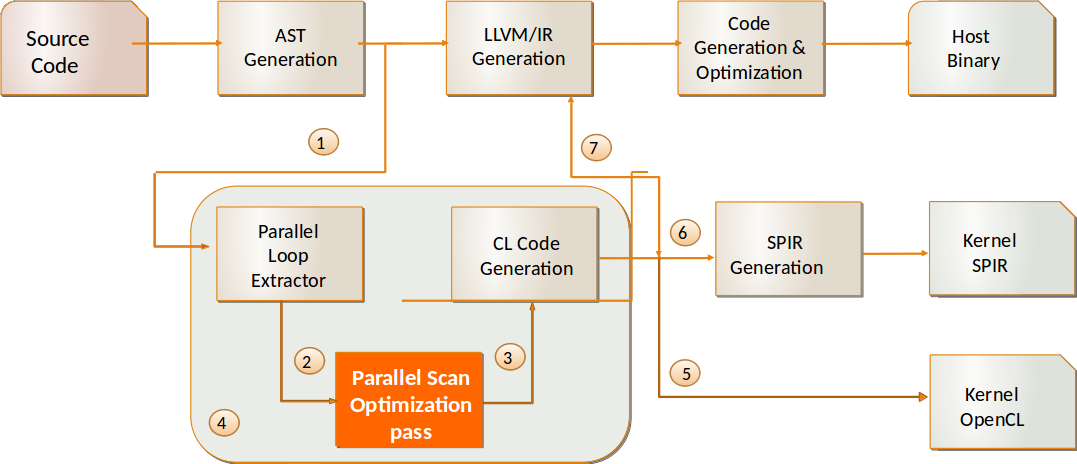 Source
Code
AST
Generation
LLVM/IR
Generation
Code
Generation &
Optimization
Host
Binary
1
7
Parallel
Loop
Extractor
CL Code
Generation
6
SPIR
Generation
Kernel
SPIR
2
3
Parallel Scan
Optimization
pass
4
5
Kernel
OpenCL